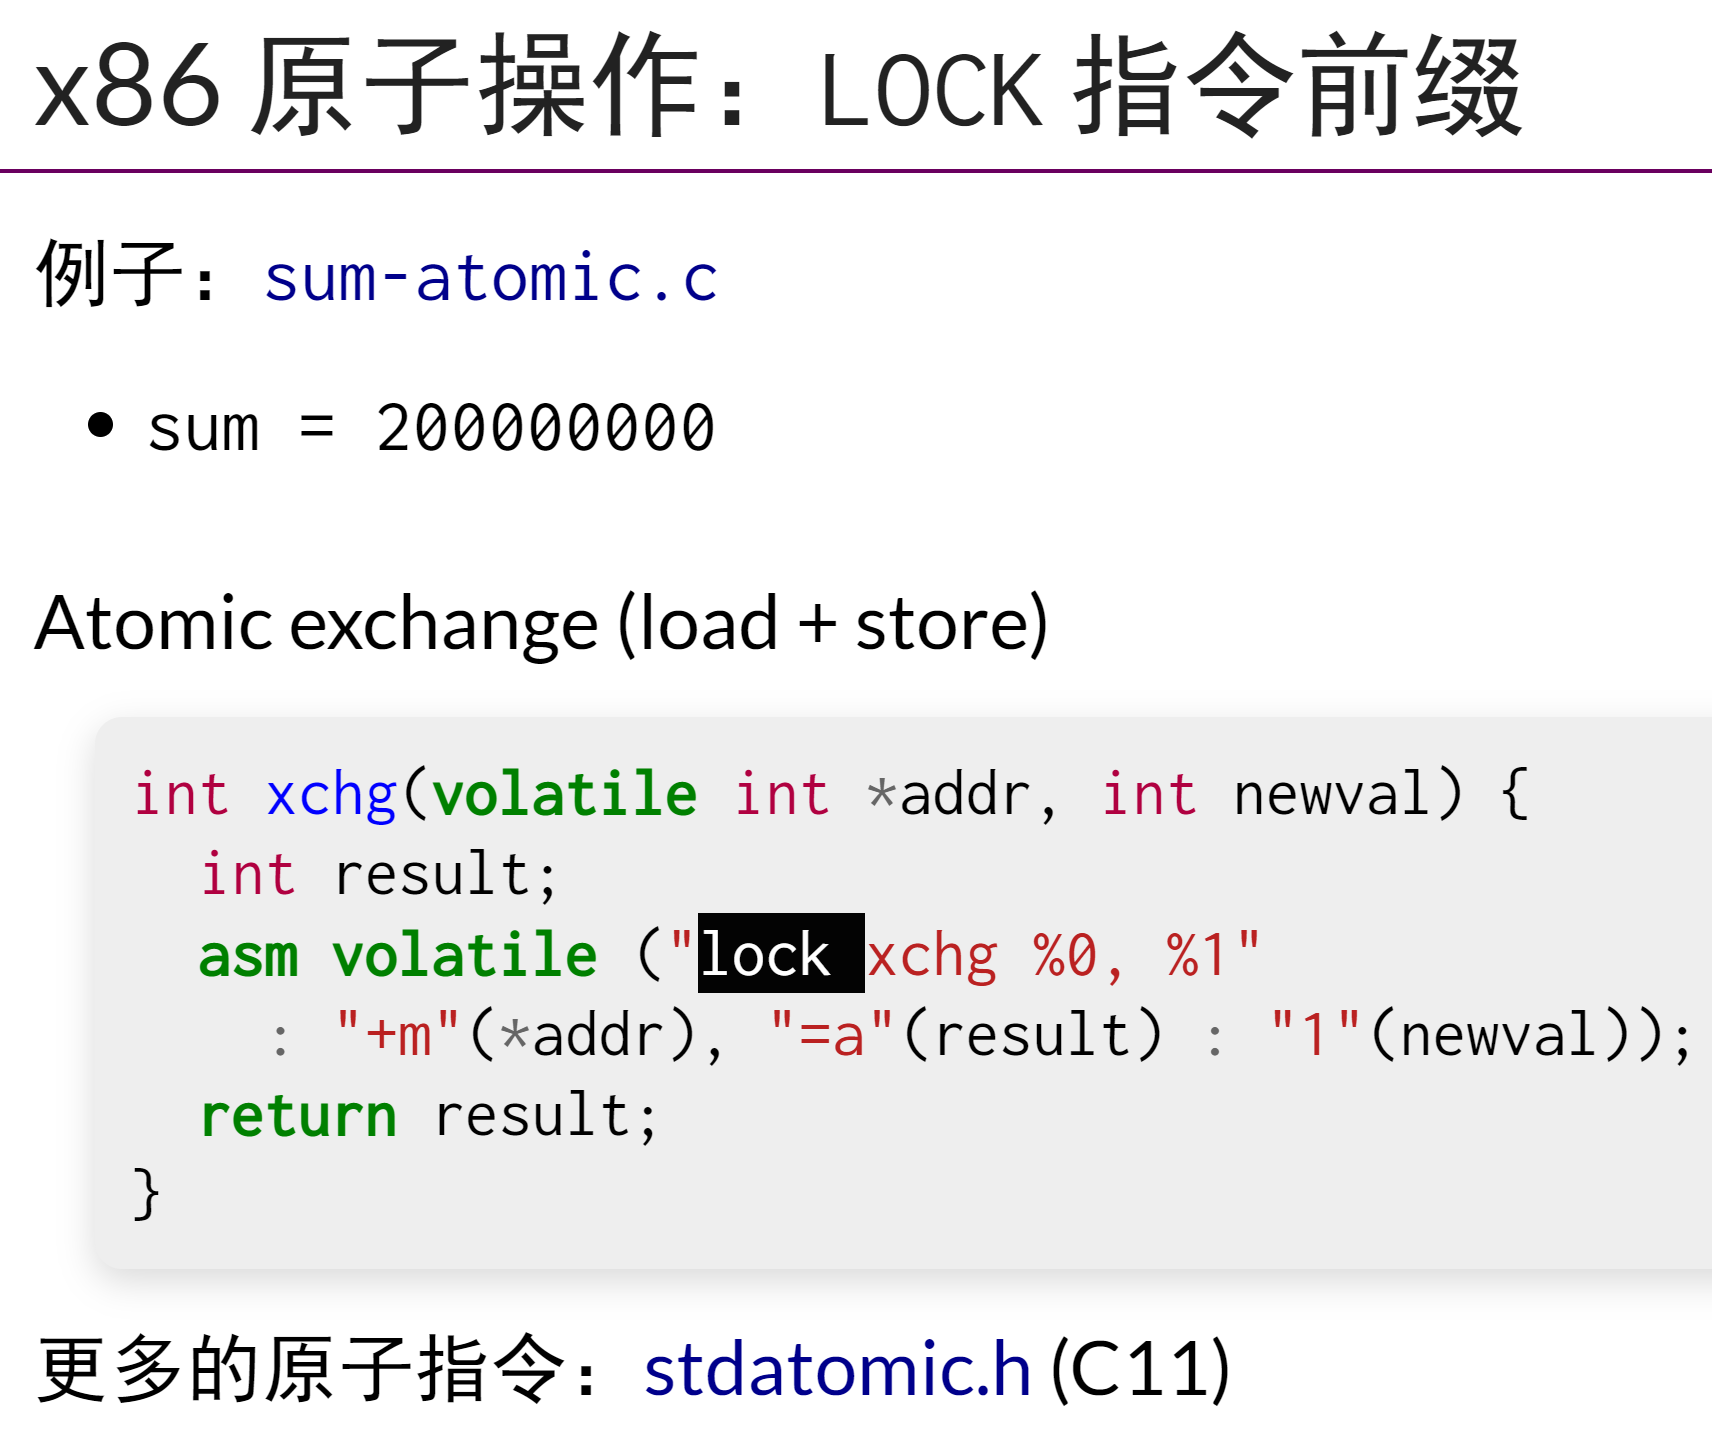 x86 原子操作：LOCK 指令前缀
例子：sum-atomic.c
• sum = 200000000
Atomic exchange (load + store)
int xchg(volatile int *addr, int newval) {
  int result;
  asm volatile ("lock xchg %0, %1"
    : "+m"(*addr), "=a"(result) : "1"(newval));
  return result;
}
更多的原子指令：stdatomic.h (C11)